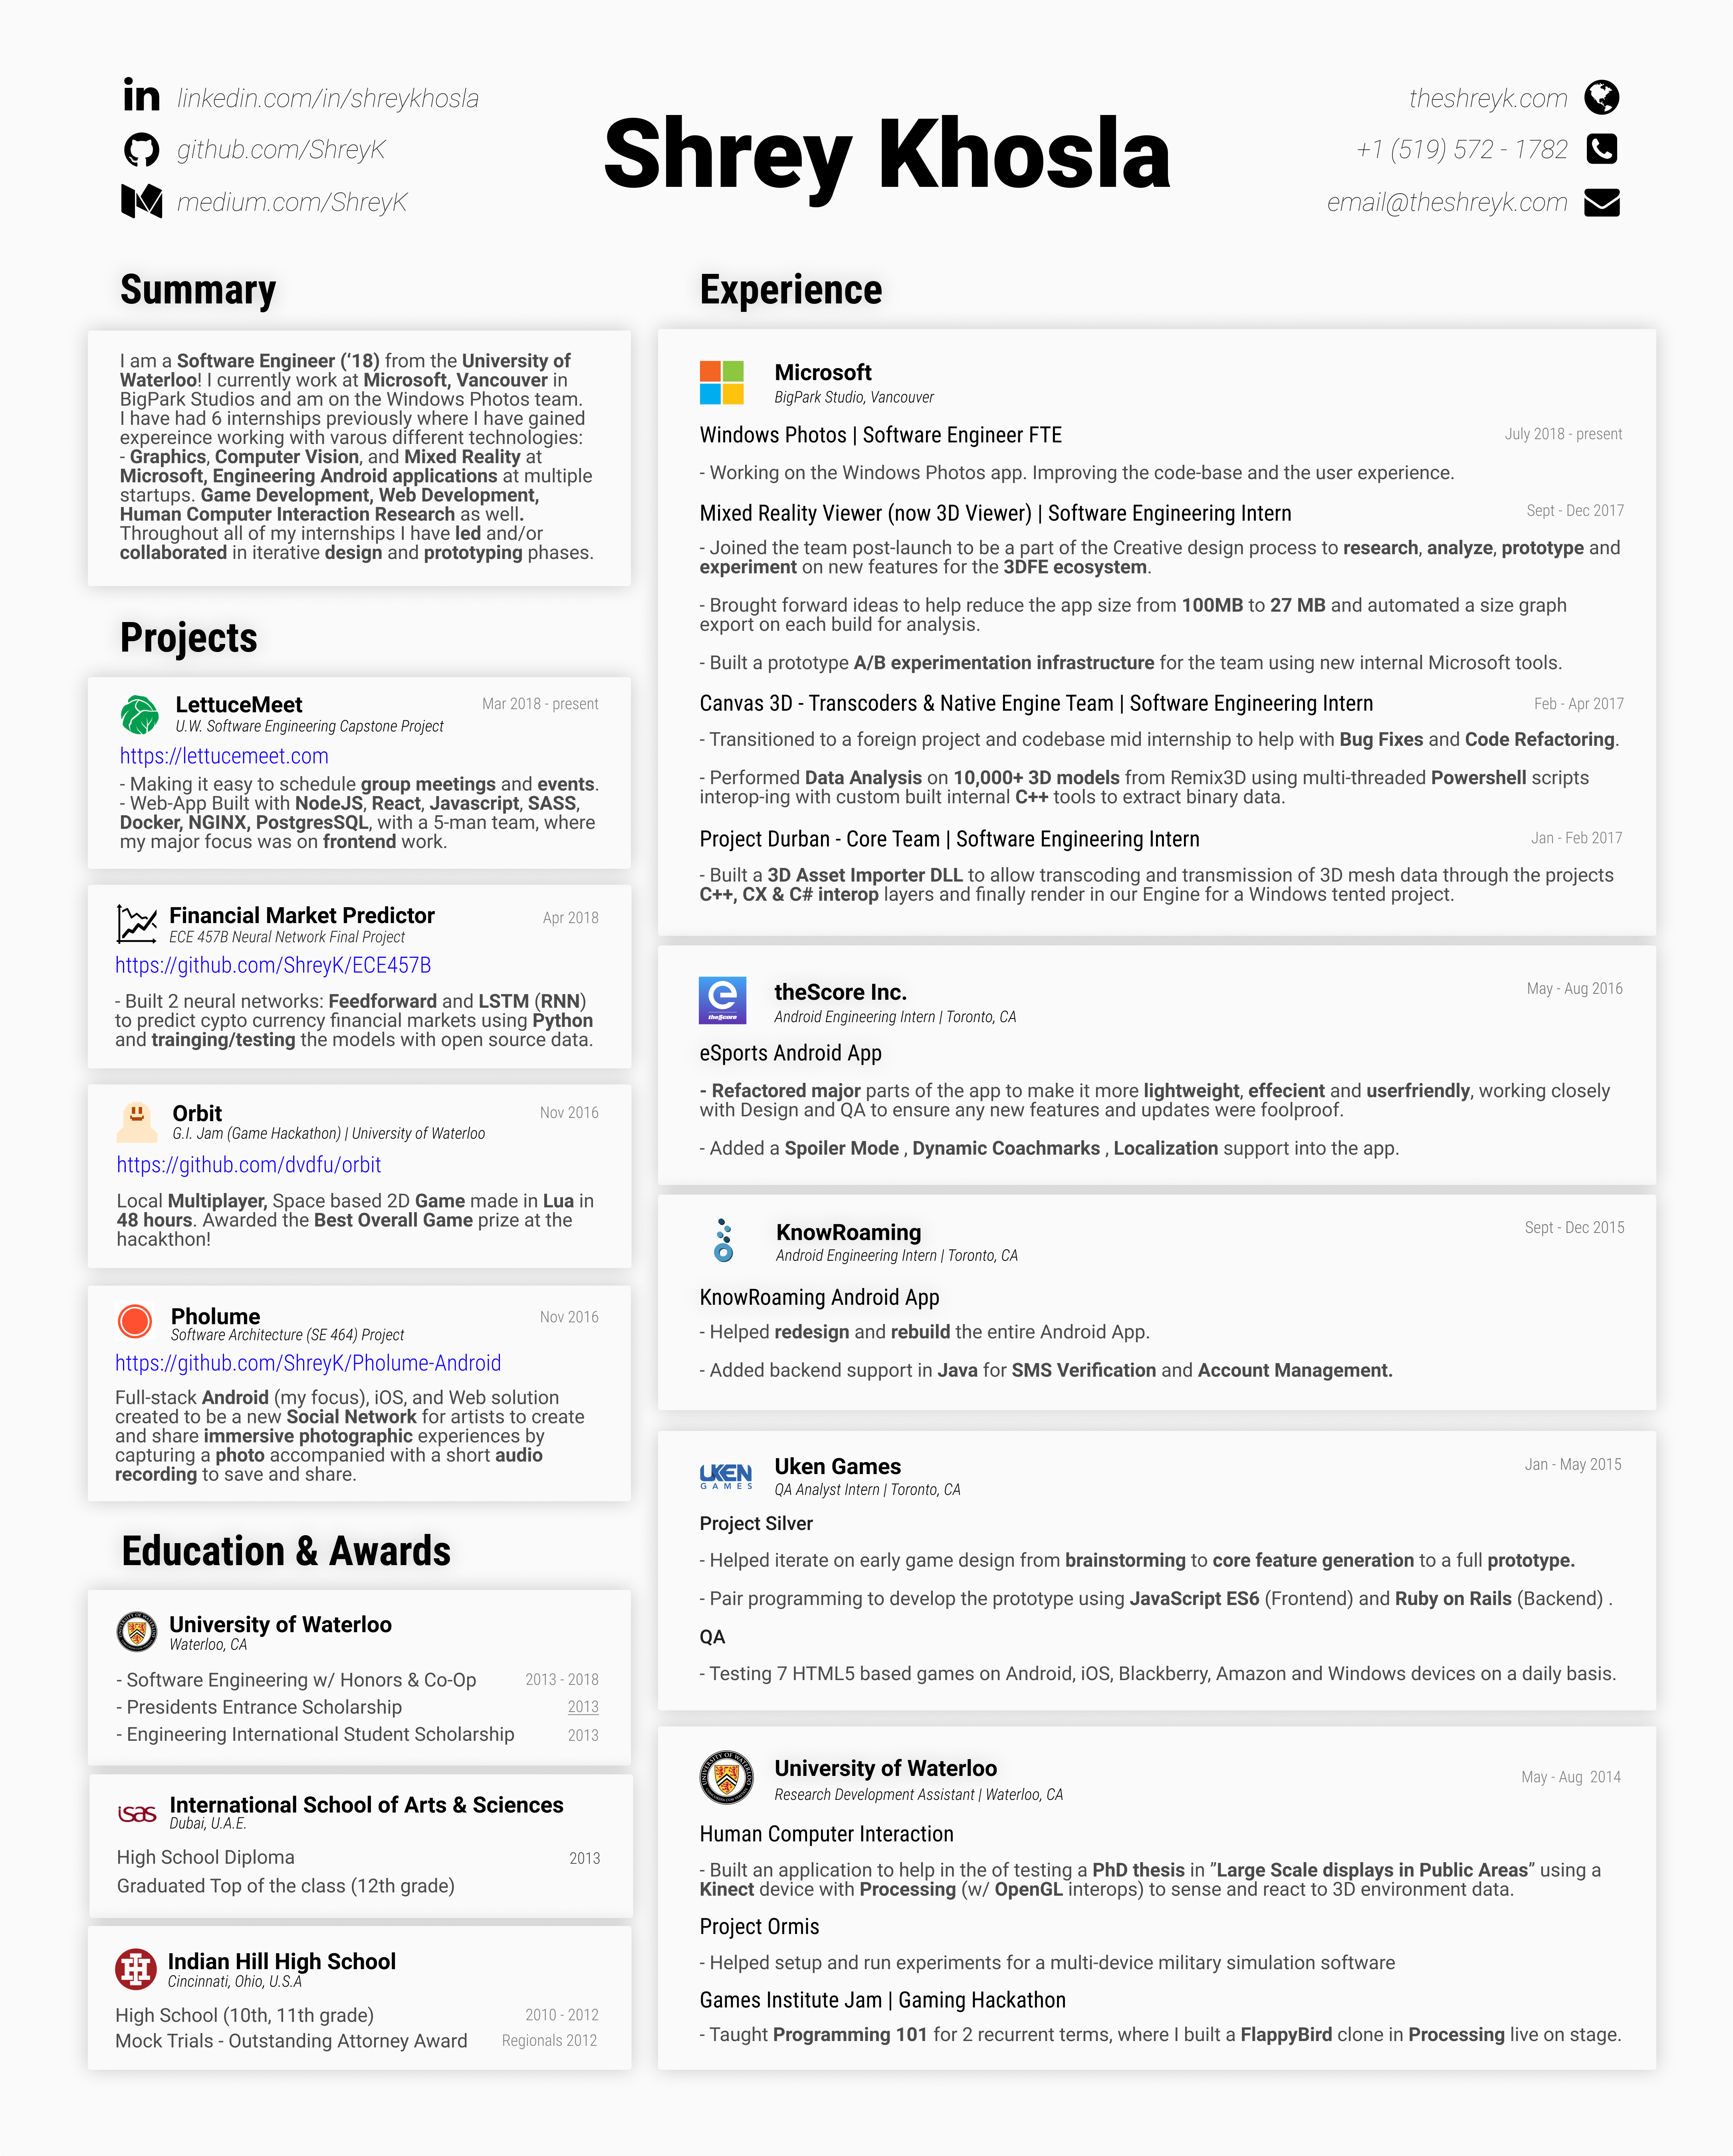 linkedin.com/in/shreykhosla
github.com/ShreyK
medium.com/ShreyK
Shrey Khosla
theshreyk.com
+1 (519) 572 - 1782
email@theshreyk.com
Summary
I am a Software Engineer (‘18) from the University of
Waterloo! I currently work at Microsoft, Vancouver in
BigPark Studios and am on the Windows Photos team.
I have had 6 internships previously where I have gained
expereince working with varous different technologies:
- Graphics, Computer Vision, and Mixed Reality at
Microsoft, Engineering Android applications at multiple
startups. Game Development, Web Development,
Human Computer Interaction Research as well.
Throughout all of my internships I have led and/or
collaborated in iterative design and prototyping phases.
Projects
LettuceMeet
Mar 2018 - present
U.W. Software Engineering Capstone Project
https://lettucemeet.com
- Making it easy to schedule group meetings and events.
- Web-App Built with NodeJS, React, Javascript, SASS,
Docker, NGINX, PostgresSQL, with a 5-man team, where
my major focus was on frontend work.
Financial Market Predictor
Apr 2018
ECE 457B Neural Network Final Project
https://github.com/ShreyK/ECE457B
- Built 2 neural networks: Feedforward and LSTM (RNN)
to predict cypto currency financial markets using Python
and trainging/testing the models with open source data.
Orbit
Nov 2016
G.I. Jam (Game Hackathon) | University of Waterloo
https://github.com/dvdfu/orbit
Local Multiplayer, Space based 2D Game made in Lua in
48 hours. Awarded the Best Overall Game prize at the
hacakthon!
Pholume
Nov 2016
Software Architecture (SE 464) Project
https://github.com/ShreyK/Pholume-Android
Full-stack Android (my focus), iOS, and Web solution
created to be a new Social Network for artists to create
and share immersive photographic experiences by
capturing a photo accompanied with a short audio
recording to save and share.
Education & Awards
University of Waterloo
Waterloo, CA
- Software Engineering w/ Honors & Co-Op 2013 - 2018
- Presidents Entrance Scholarship 2013
- Engineering International Student Scholarship 2013
isas
International School of Arts & Sciences
Dubai, U.A.E.
High School Diploma 2013
Graduated Top of the class (12th grade)
Indian Hill High School
Cincinnati, Ohio, U.S.A
High School (10th, 11th grade) 2010 - 2012
Mock Trials - Outstanding Attorney Award Regionals 2012
Experience
Microsoft
BigPark Studio, Vancouver
Windows Photos | Software Engineer FTE July 2018 - present
- Working on the Windows Photos app. Improving the code-base and the user experience.
Mixed Reality Viewer (now 3D Viewer) | Software Engineering Intern Sept - Dec 2017
- Joined the team post-launch to be a part of the Creative design process to research, analyze, prototype and
experiment on new features for the 3DFE ecosystem.
- Brought forward ideas to help reduce the app size from 100MB to 27 MB and automated a size graph
export on each build for analysis.
- Built a prototype A/B experimentation infrastructure for the team using new internal Microsoft tools.
Canvas 3D - Transcoders & Native Engine Team | Software Engineering Intern Feb - Apr 2017
- Transitioned to a foreign project and codebase mid internship to help with Bug Fixes and Code Refactoring.
- Performed Data Analysis on 10,000+ 3D models from Remix3D using multi-threaded Powershell scripts
interop-ing with custom built internal C++ tools to extract binary data.
Project Durban - Core Team | Software Engineering Intern Jan - Feb 2017
- Built a 3D Asset Importer DLL to allow transcoding and transmission of 3D mesh data through the projects
C++, CX & C# interop layers and finally render in our Engine for a Windows tented project.
theScore
theScore Inc. May - Aug 2016
Android Engineering Intern | Toronto, CA
eSports Android App
- Refactored major parts of the app to make it more lightweight, effecient and userfriendly, working closely
with Design and QA to ensure any new features and updates were foolproof.
- Added a Spoiler Mode , Dynamic Coachmarks , Localization support into the app.
KnowRoaming Sept - Dec 2015
Android Engineering Intern | Toronto, CA
KnowRoaming Android App
- Helped redesign and rebuild the entire Android App.
- Added backend support in Java for SMS Verification and Account Management.
UKEN
GAMES
Uken Games Jan - May 2015
QA Analyst Intern | Toronto, CA
Project Silver
- Helped iterate on early game design from brainstorming to core feature generation to a full prototype.
- Pair programming to develop the prototype using JavaScript ES6 (Frontend) and Ruby on Rails (Backend) .
QA
- Testing 7 HTML5 based games on Android, iOS, Blackberry, Amazon and Windows devices on a daily basis.
University of Waterloo May - Aug 2014
Research Development Assistant | Waterloo, CA
Human Computer Interaction
- Built an application to help in the of testing a PhD thesis in ”Large Scale displays in Public Areas” using a
Kinect device with Processing (w/ OpenGL interops) to sense and react to 3D environment data.
Project Ormis
- Helped setup and run experiments for a multi-device military simulation software
Games Institute Jam | Gaming Hackathon
- Taught Programming 101 for 2 recurrent terms, where I built a FlappyBird clone in Processing live on stage.